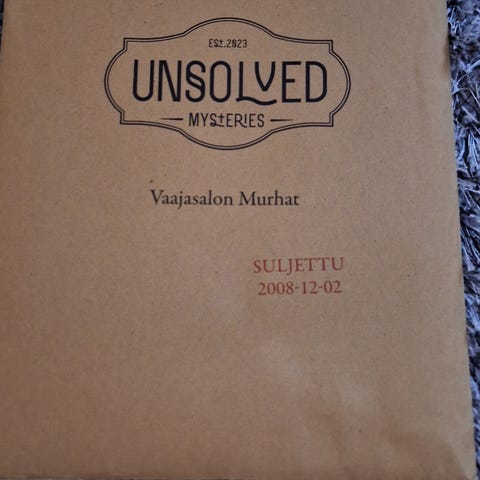 EST.2023
UNSOLVED
MYSTERIES
Vaajasalon Murhat
SULJETTU
2008-12-02